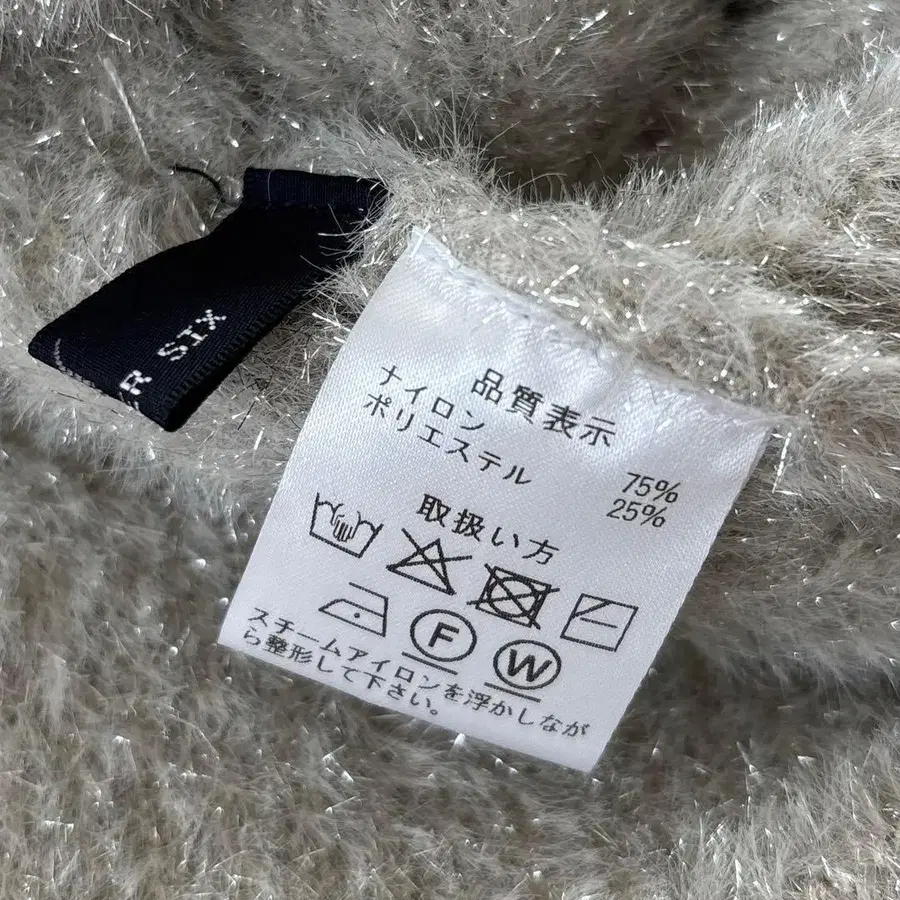 R SIX
品質表示
ナイロン 75%
ポリエステル 25%
取扱い方
F
W
スチームアイロンを浮かしなが
ら整形して下さい。